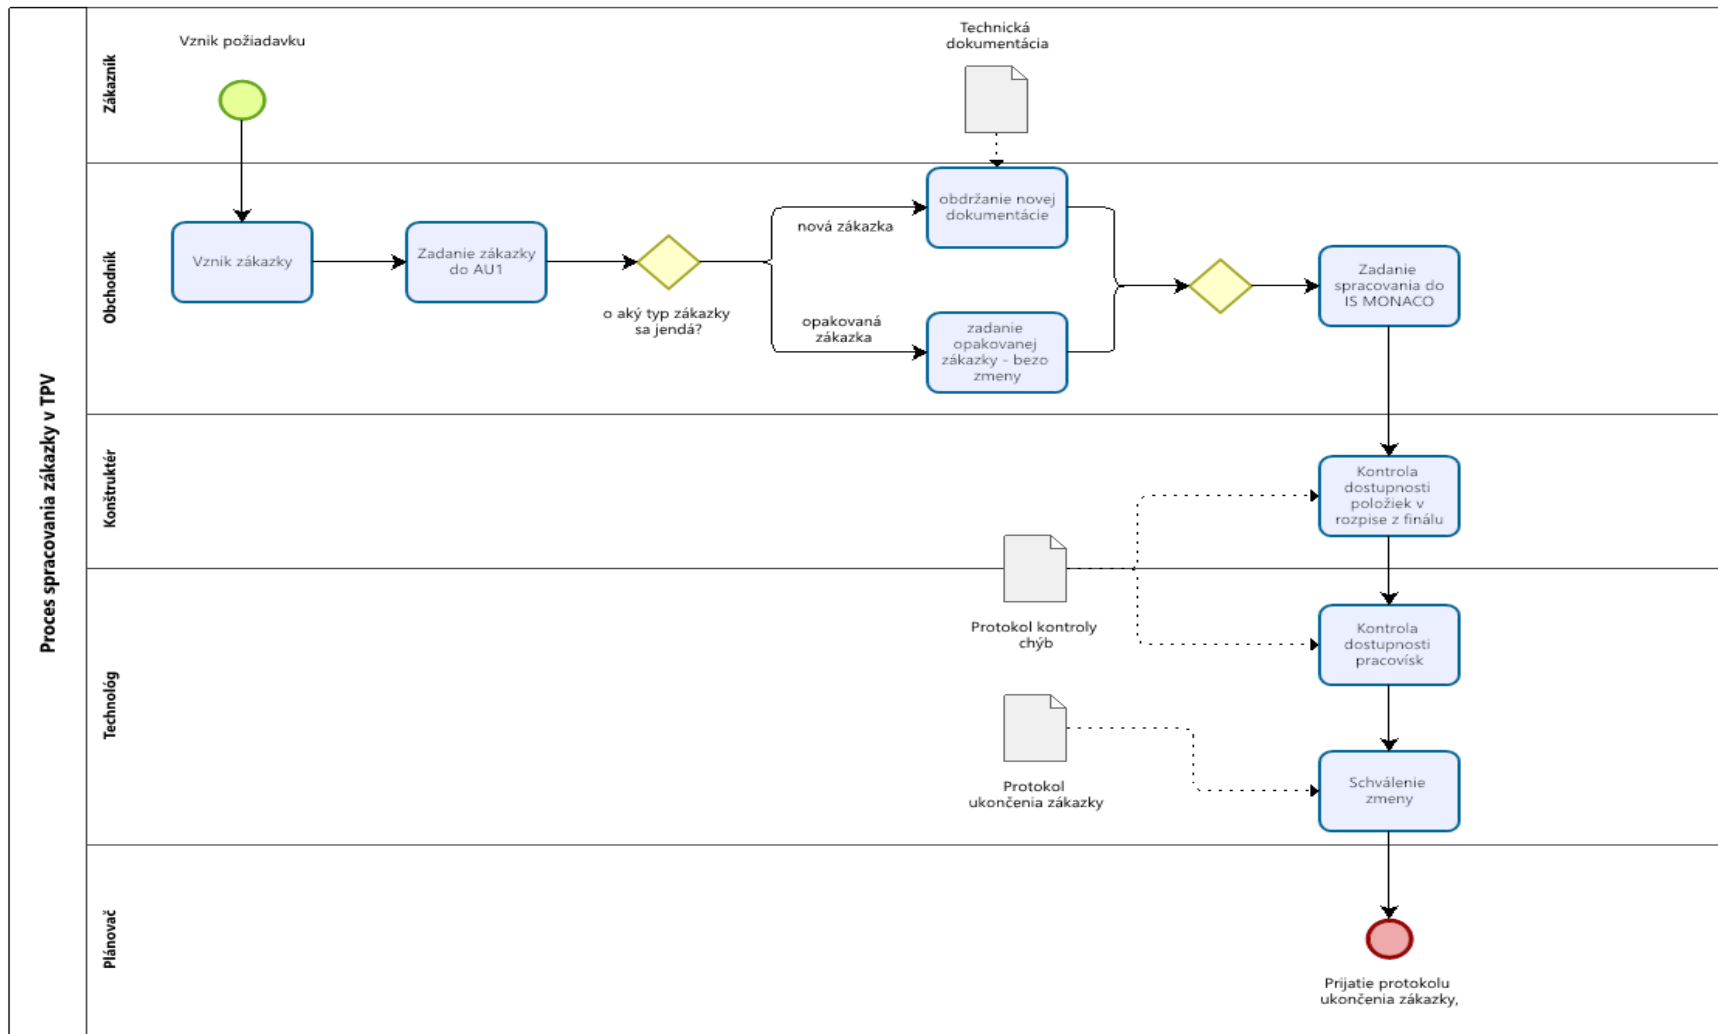 Proces spracovania zákazky v TPV
Zákazník
Vznik požiadavku
Technická
dokumentácia
Obchodník
Vznik zákazky
Zadanie zákazky
do AU1
o aký typ zákazky
sa jendá?
nová zákazka
opakovaná
zákazka
obdržanie novej
dokumentácie
zadanie
opakovanej
zákazky - bezo
zmeny
Zadanie
spracovania do
IS MONACO
Konštruktér
Kontrola
dostupnosti
položiek v
rozpise z finálu
Protokol kontroly
chýb
Technológ
Kontrola
dostupnosti
pracovísk
Protokol
ukončenia zákazky
Schválenie
zmeny
Plánovač
Prijatie protokolu
ukončenia zákazky,